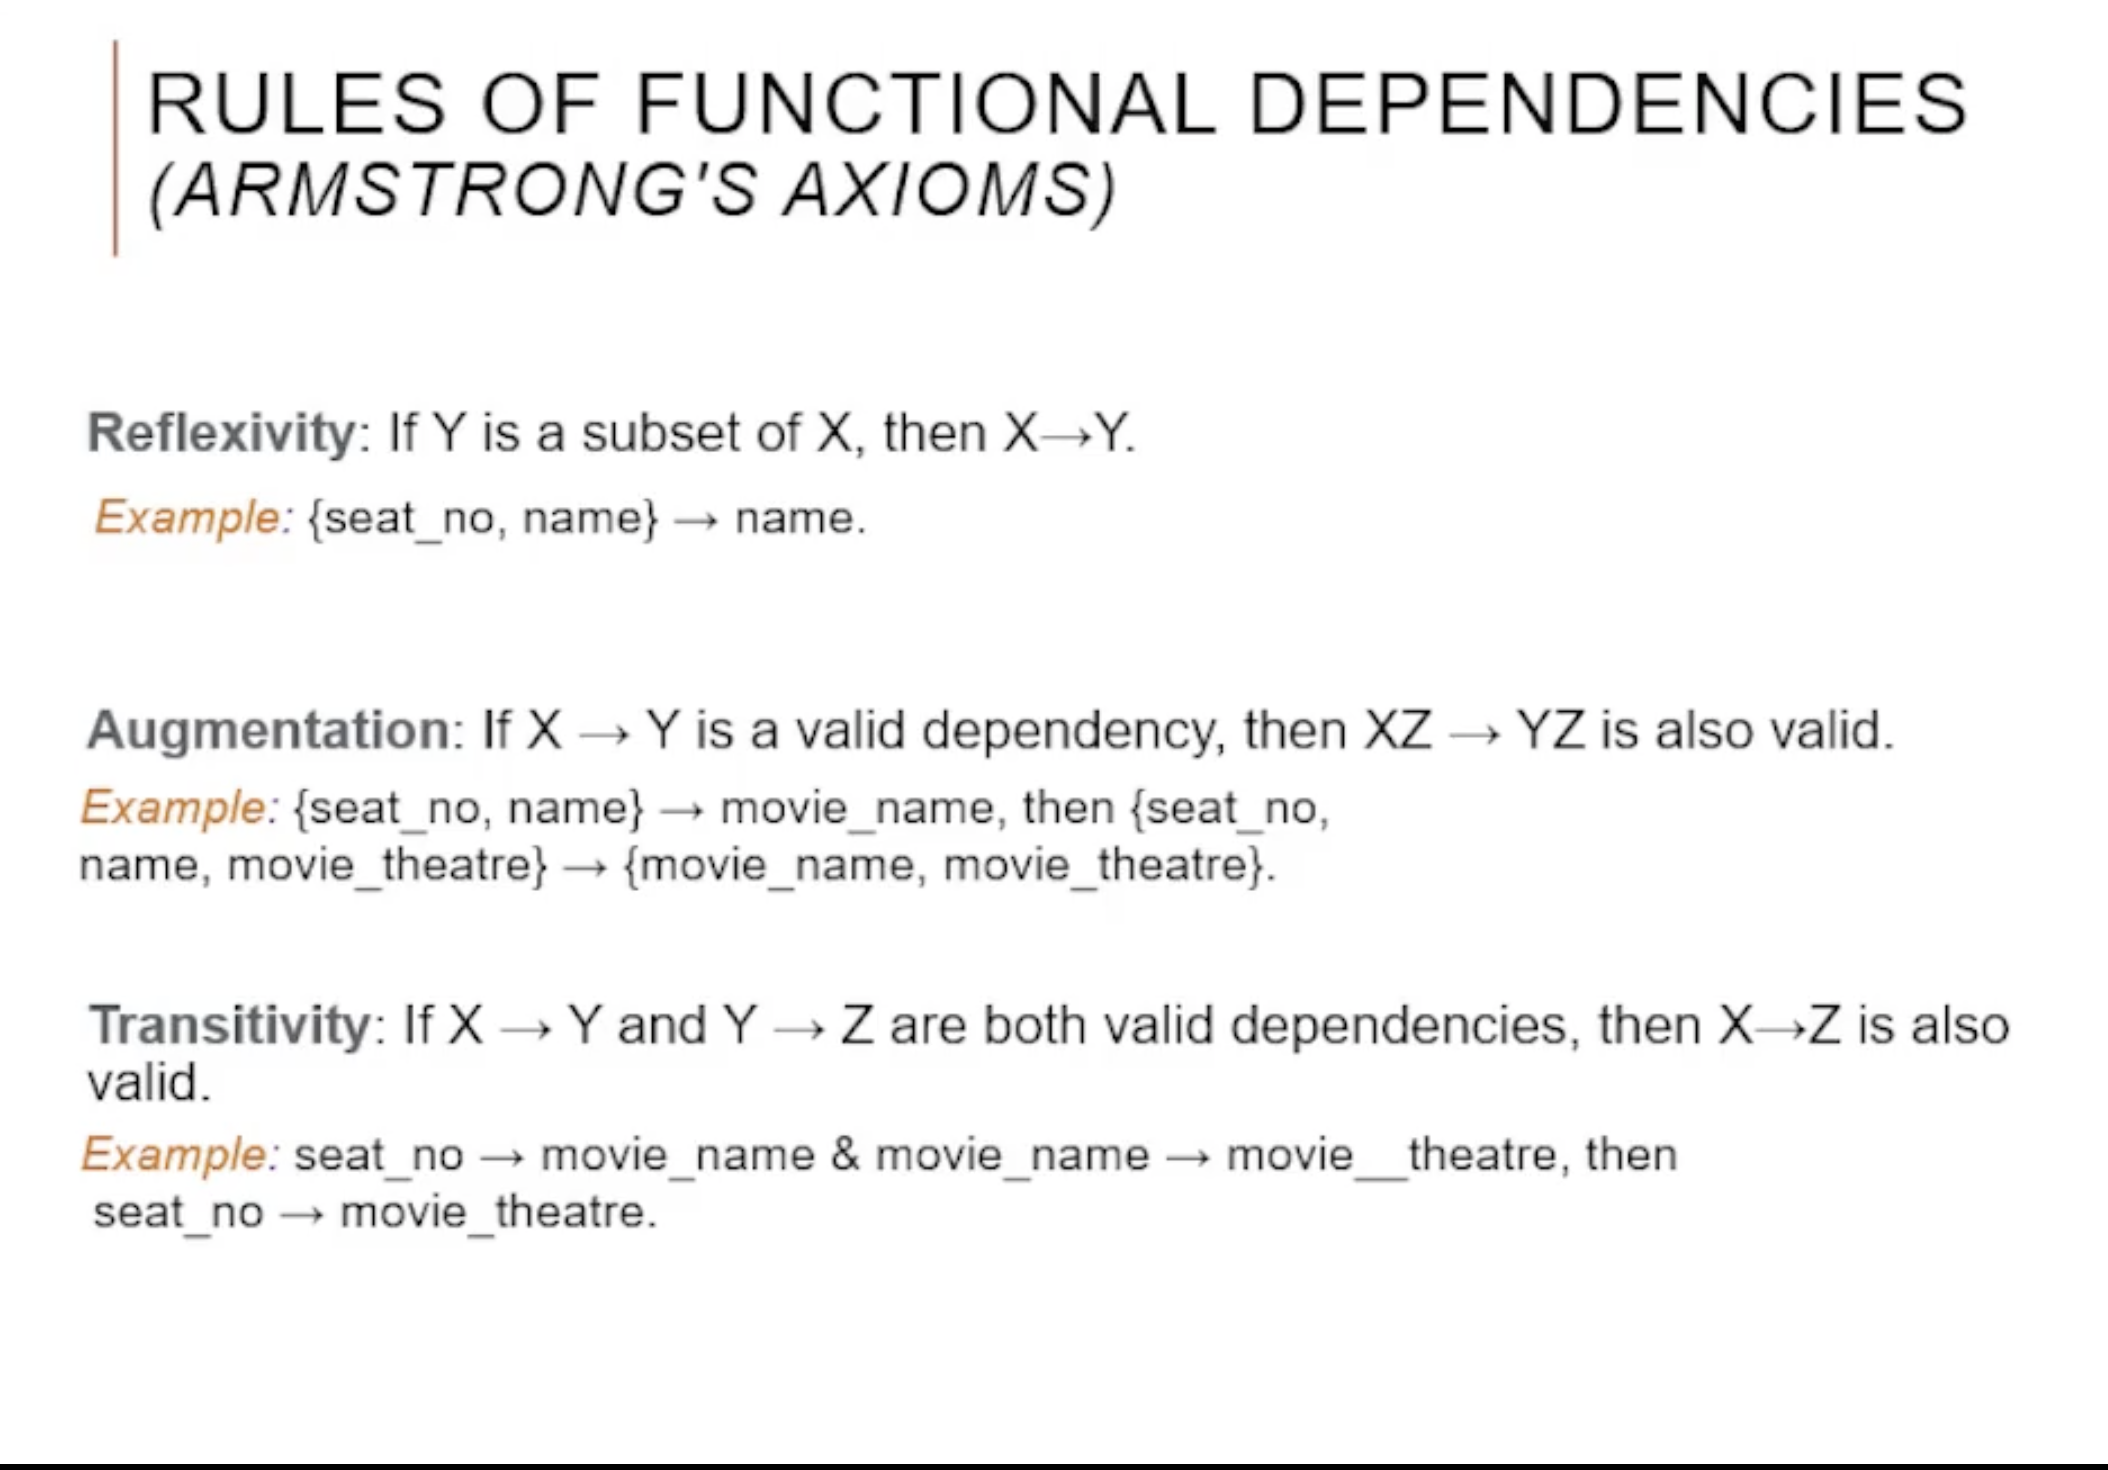 RULES OF FUNCTIONAL DEPENDENCIES
(ARMSTRONG'S AXIOMS)
Reflexivity: If Y is a subset of X, then X→Y.
Example: {seat_no, name} → name.
Augmentation: If X → Y is a valid dependency, then XZ → YZ is also valid.
Example: {seat_no, name} → movie_name, then {seat_no,
name, movie_theatre} → {movie_name, movie_theatre}.
Transitivity: If X → Y and Y → Z are both valid dependencies, then X→Z is also
valid.
Example: seat_no → movie_name & movie_name → movie__theatre, then
seat_no → movie_theatre.